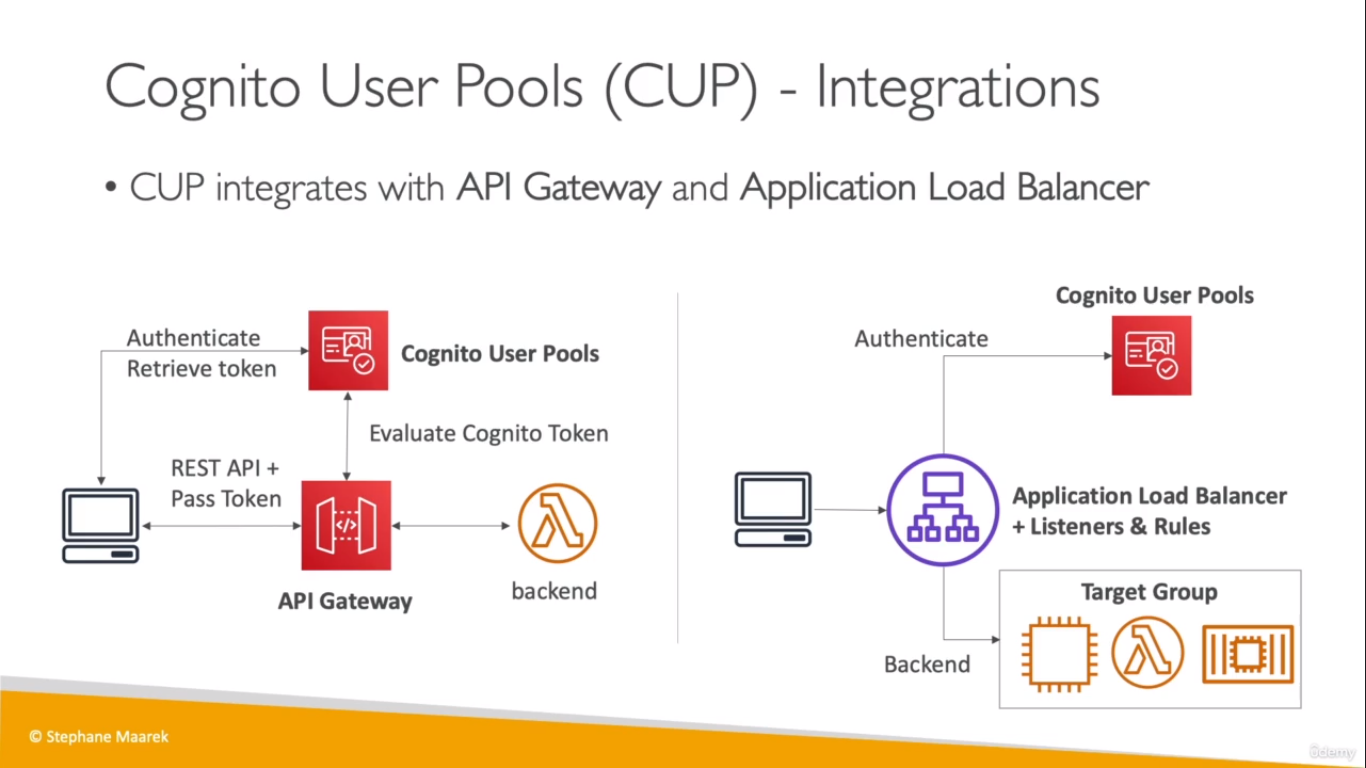 Cognito User Pools (CUP) - Integrations
• CUP integrates with API Gateway and Application Load Balancer
Authenticate
Retrieve token
Cognito User Pools
Evaluate Cognito Token
REST API +
Pass Token
</>
API Gateway
backend
Cognito User Pools
Authenticate
Application Load Balancer
+ Listeners & Rules
Target Group
Backend
© Stephane Maarek
ûdemy